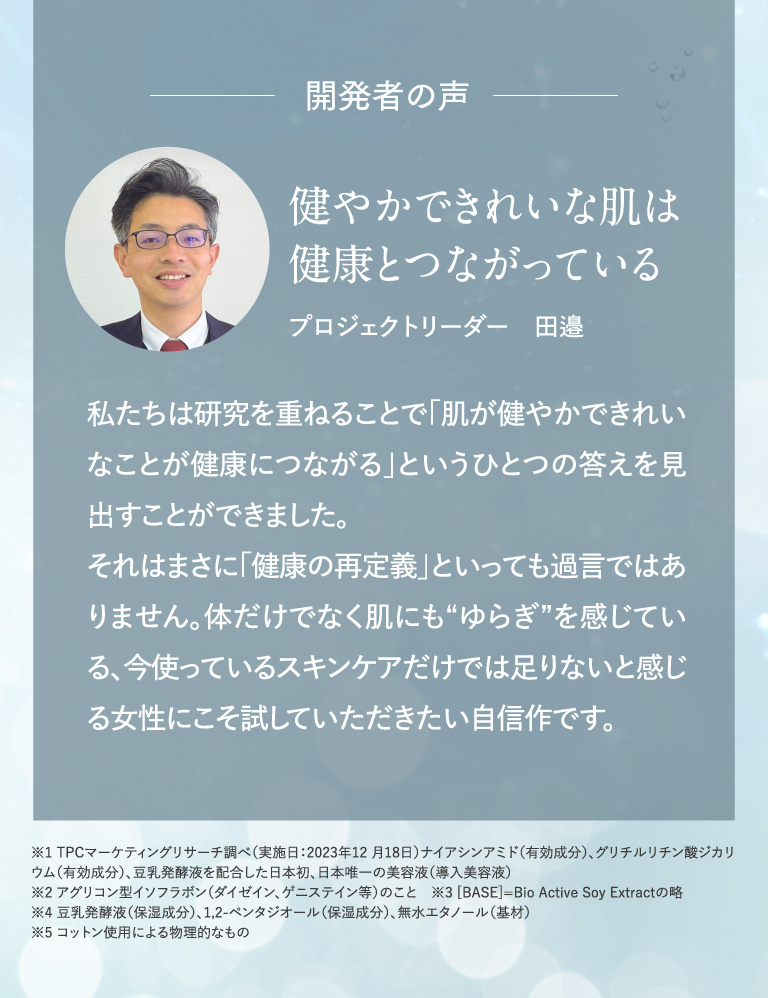 開発者の声
健やかできれいな肌は
健康とつながっている
プロジェクトリーダー　田邉
私たちは研究を重ねることで「肌が健やかできれい
なことが健康につながる」というひとつの答えを見
出すことができました。
それはまさに「健康の再定義」といっても過言ではあ
りません。体だけでなく肌にも“ゆらぎ”を感じてい
る、今使っているスキンケアだけでは足りないと感じ
る女性にこそ試していただきたい自信作です。
※1 TPCマーケティングリサーチ調べ（実施日：2023年12月18日）ナイアシンアミド（有効成分）、グリチルリチン酸ジカリ
ウム（有効成分）、豆乳発酵液を配合した日本初、日本唯一の美容液（導入美容液）
※2 アグリコン型イソフラボン（ダイゼイン、ゲニステイン等）のこと　※3 [BASE]=Bio Active Soy Extractの略
※4 豆乳発酵液（保湿成分）、1,2-ペンタジオール（保湿成分）、無水エタノール（基材）
※5 コットン使用による物理的なもの